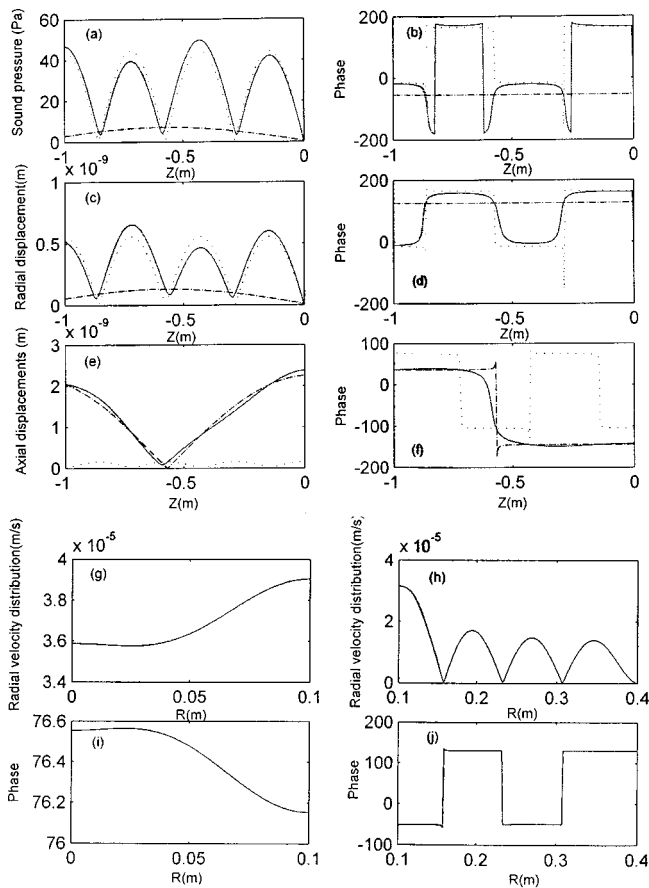 Sound pressure (Pa)
60
40
20
0
(a)
-1
-0.5
0
Z(m)
Phase
200
0
-200
(b)
-1
-0.5
0
Z(m)
Radial displacement(m)
x 10^-9
1
0.5
0
(c)
-1
-0.5
0
Z(m)
Phase
200
0
-200
(d)
-1
-0.5
0
Z(m)
Axial displacements (m)
x 10^-9
3
2
1
0
(e)
-1
-0.5
0
Z(m)
Phase
100
0
-100
-200
(f)
-1
-0.5
0
Z(m)
Radial velocity distribution(m/s)
x 10^-5
4
3.8
3.6
3.4
(g)
0
0.05
0.1
R(m)
Radial velocity distribution(m/s)
x 10^-5
4
2
0
(h)
0.1
0.2
0.3
0.4
R(m)
Phase
76.6
76.4
76.2
76
(i)
0
0.05
0.1
R(m)
Phase
200
100
0
-100
(j)
0.1
0.2
0.3
0.4
R(m)